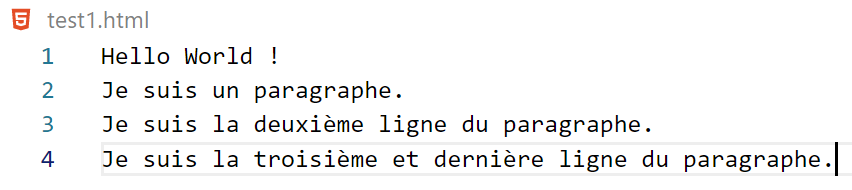 test1.html
1 Hello World !
2 Je suis un paragraphe.
3 Je suis la deuxième ligne du paragraphe.
4 Je suis la troisième et dernière ligne du paragraphe.